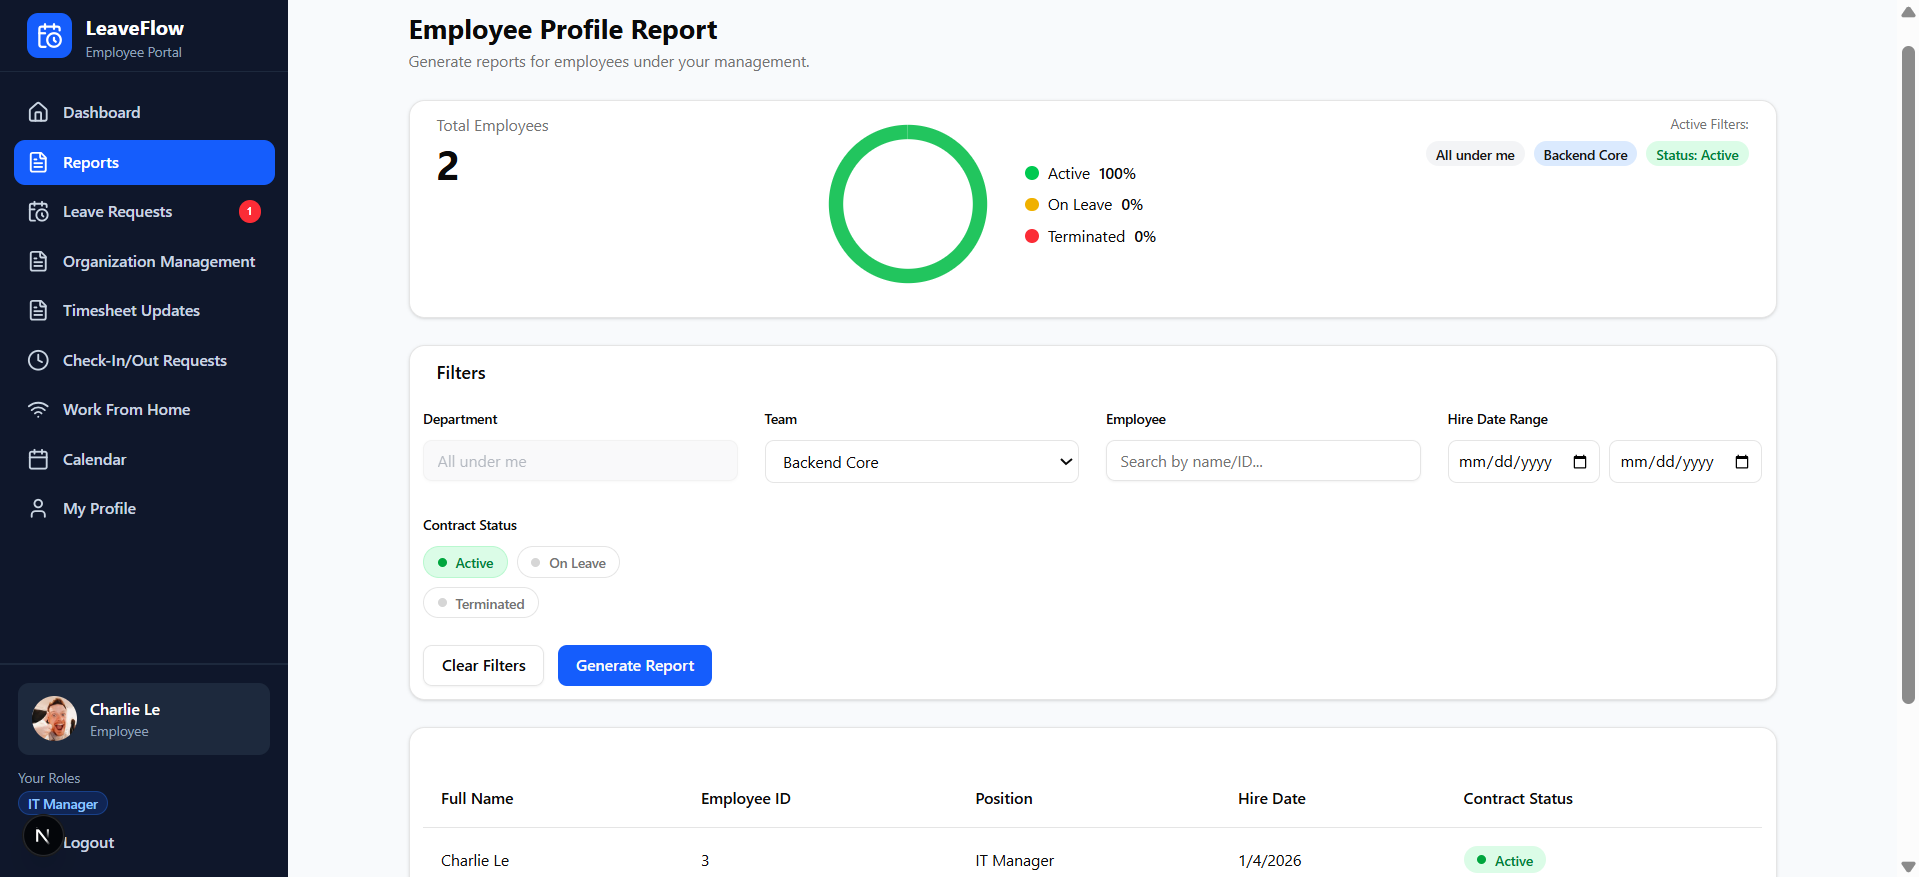 LeaveFlow
Employee Portal
Dashboard
Reports
Leave Requests
1
Organization Management
Timesheet Updates
Check-In/Out Requests
Work From Home
Calendar
My Profile
Charlie Le
Employee
Your Roles
IT Manager
N
Logout
Employee Profile Report
Generate reports for employees under your management.
Total Employees
2
Active 100%
On Leave 0%
Terminated 0%
Active Filters:
All under me Backend Core Status: Active
Filters
Department Team Employee Hire Date Range
All under me Backend Core Search by name/ID... mm/dd/yyyy mm/dd/yyyy
Contract Status
Active On Leave
Terminated
Clear Filters Generate Report
Full Name Employee ID Position Hire Date Contract Status
Charlie Le 3 IT Manager 1/4/2026 Active